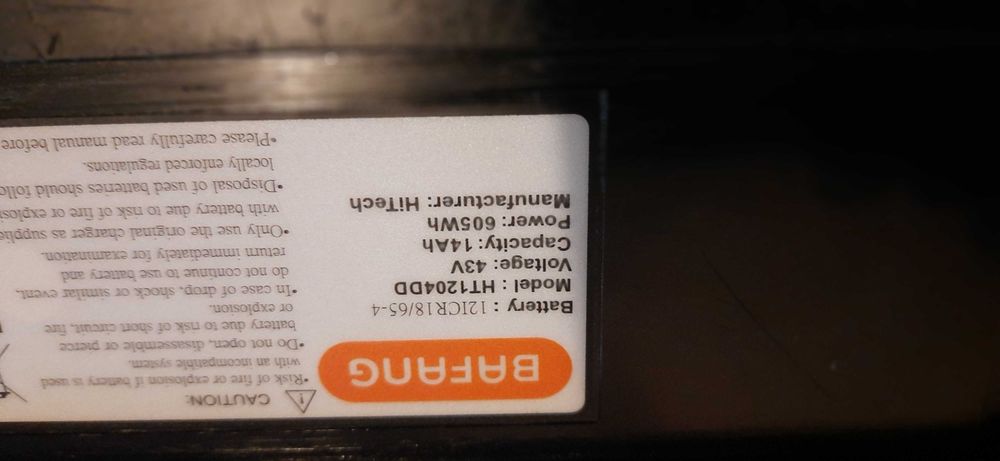 BAFANG
Battery : 12ICR18/65-4
Model : HT1204DD
Voltage: 43V
Capacity: 14Ah
Power: 605Wh
Manufacturer: HiTech
CAUTION:
•Risk of fire or explosion if battery is used
with an incompatible system.
•Do not open, disassemble or pierce
battery due to risk of short circuit, fire
or explosion.
•In case of drop, shock or similar event,
do not continue to use battery and
return immediately for examination.
•Only use the original charger as
with battery due to risk of fire or
•Disposal of used batteries should
locally enforced regulations.
•Please carefully read manual before